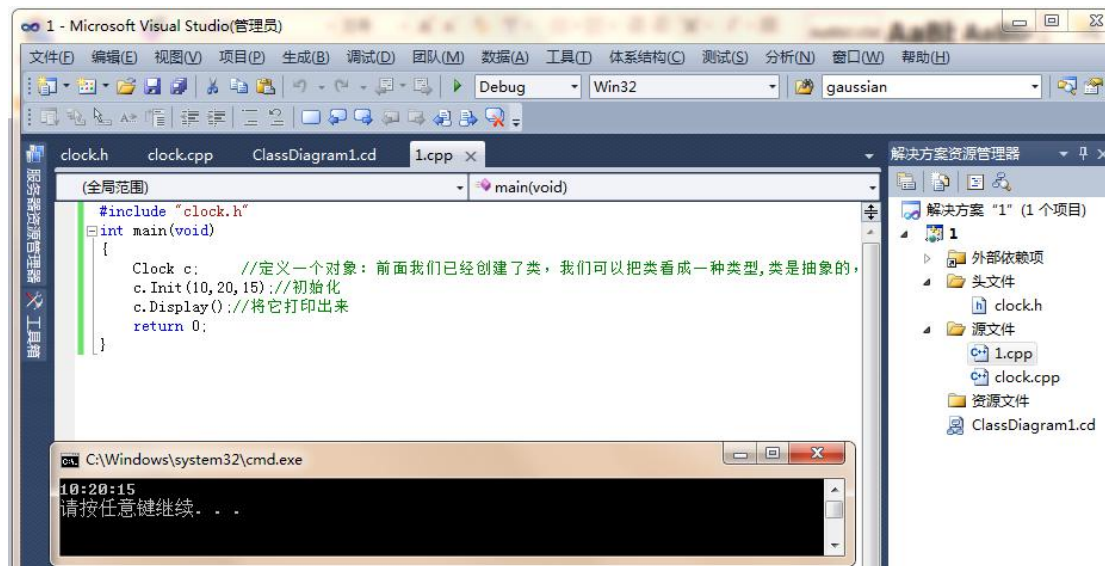 1 - Microsoft Visual Studio(管理员)
文件(F) 编辑(E) 视图(V) 项目(P) 生成(B) 调试(D) 团队(M) 数据(A) 工具(T) 体系结构(C) 测试(S) 分析(N) 窗口(W) 帮助(H)
Debug Win32 gaussian
服务器资源管理器
工具箱
clock.h clock.cpp ClassDiagram1.cd 1.cpp
(全局范围) main(void)
#include "clock.h"
int main(void)
{
Clock c; //定义一个对象：前面我们已经创建了类，我们可以把类看成一种类型,类是抽象的，
c.Init(10,20,15);//初始化
c.Display();//将它打印出来
return 0;
}
解决方案资源管理器
解决方案 "1" (1 个项目)
1
外部依赖项
头文件
clock.h
源文件
1.cpp
clock.cpp
资源文件
ClassDiagram1.cd
C:\Windows\system32\cmd.exe
10:20:15
请按任意键继续. . .